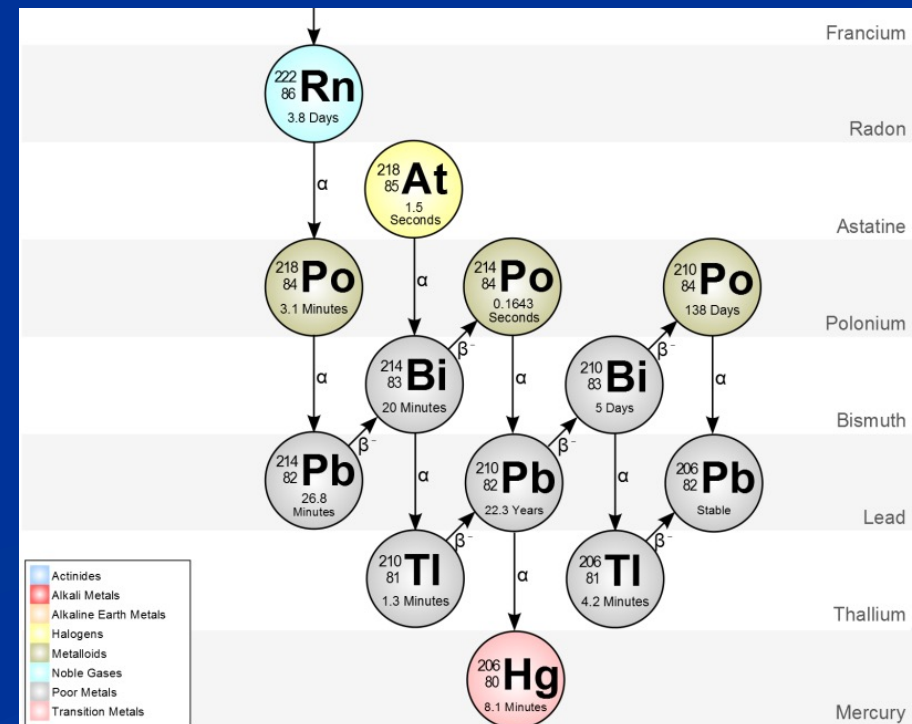 Francium
222
86 Rn
3.8 Days
Radon
α
218
85 At
1.5
Seconds
Astatine
218
84 Po
3.1 Minutes
α
214
84 Po
0.1643
Seconds
210
84 Po
138 Days
Polonium
α
214
83 Bi
20 Minutes
β⁻
α
210
83 Bi
5 Days
β⁻
α
Bismuth
214
82 Pb
26.8
Minutes
β⁻
α
210
82 Pb
22.3 Years
β⁻
α
206
82 Pb
Stable
Lead
210
81 Tl
1.3 Minutes
β⁻
α
206
81 Tl
4.2 Minutes
β⁻
Thallium
206
80 Hg
8.1 Minutes
Mercury
Actinides
Alkali Metals
Alkaline Earth Metals
Halogens
Metalloids
Noble Gases
Poor Metals
Transition Metals